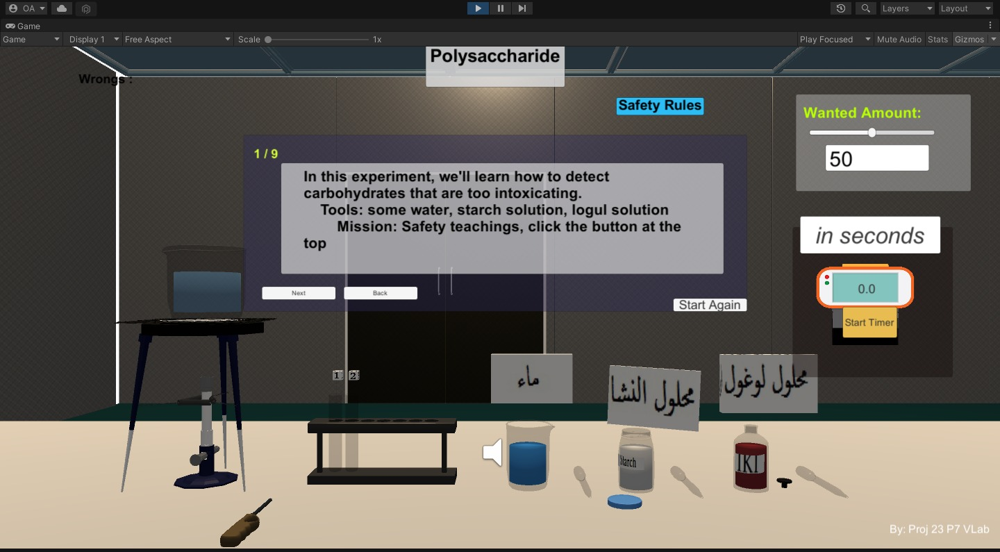 OA
Layers
Layout
Game
Game
Display 1
Free Aspect
Scale
1x
Play Focused
Mute Audio
Stats
Gizmos
Polysaccharide
Wrongs :
Safety Rules
Wanted Amount:
50
1 / 9
In this experiment, we'll learn how to detect
carbohydrates that are too intoxicating.
Tools: some water, starch solution, logul solution
Mission: Safety teachings, click the button at the
top
Next
Back
Start Again
in seconds
0.0
Start Timer
1
2
ماء
محلول النشا
محلول لوغول
Starch
IKI
By: Proj 23 P7 VLab